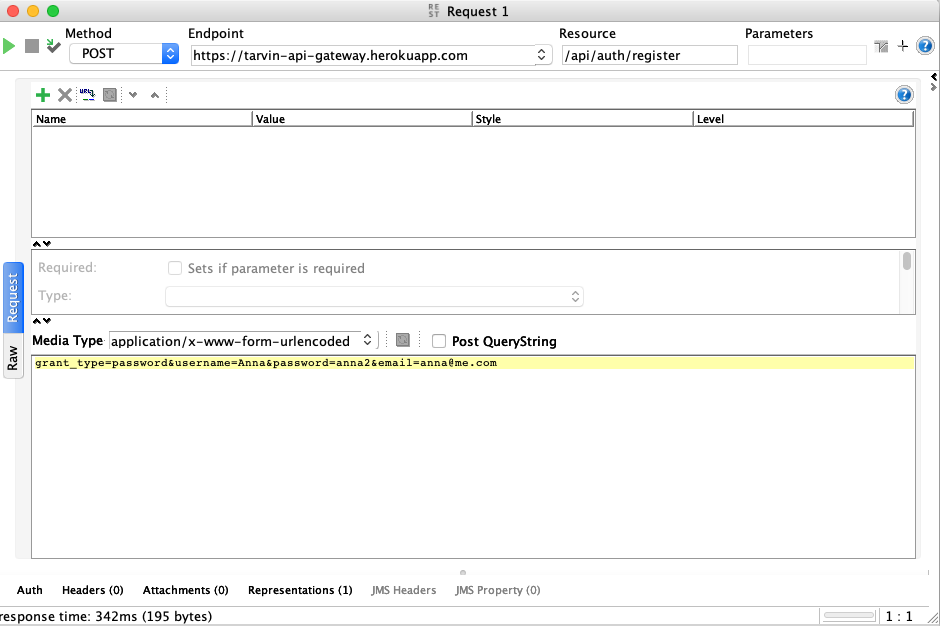 RE
ST Request 1
Method Endpoint Resource Parameters
POST https://tarvin-api-gateway.herokuapp.com /api/auth/register
Name Value Style Level
Required: Sets if parameter is required
Type:
Request
Raw
Media Type application/x-www-form-urlencoded Post QueryString
grant_type=password&username=Anna&password=anna2&email=anna@me.com
Auth Headers (0) Attachments (0) Representations (1) JMS Headers JMS Property (0)
response time: 342ms (195 bytes) 1 : 1